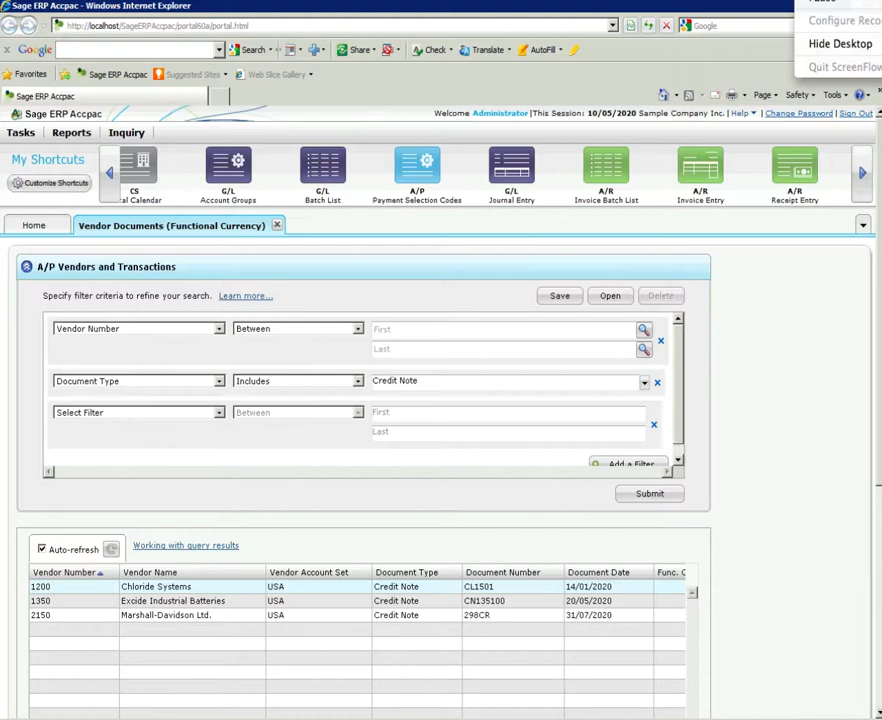 Sage ERP Accpac - Windows Internet Explorer
http://localhost/SageERPAccpac/portal60a/portal.html
Google
Configure Reco
Hide Desktop
Quit ScreenFlow
x Google Search Share Check Translate AutoFill
Favorites Sage ERP Accpac Suggested Sites Web Slice Gallery
Sage ERP Accpac
Page Safety Tools
Sage ERP Accpac
Welcome Administrator |This Session: 10/05/2020 Sample Company Inc. | Help | Change Password | Sign Out
Tasks Reports Inquiry
My Shortcuts
Customize Shortcuts
CS G/L G/L A/P G/L A/R A/R A/R
al Calendar Account Groups Batch List Payment Selection Codes Journal Entry Invoice Batch List Invoice Entry Receipt Entry
Home Vendor Documents (Functional Currency)
A/P Vendors and Transactions
Specify filter criteria to refine your search. Learn more... Save Open Delete
Vendor Number Between First
Last
Document Type Includes Credit Note
Select Filter Between First
Last
Add a Filter
Submit
Auto-refresh Working with query results
Vendor Number Vendor Name Vendor Account Set Document Type Document Number Document Date Func. C
1200 Chloride Systems USA Credit Note CL1501 14/01/2020
1350 Excide Industrial Batteries USA Credit Note CN135100 20/05/2020
2150 Marshall-Davidson Ltd. USA Credit Note 298CR 31/07/2020